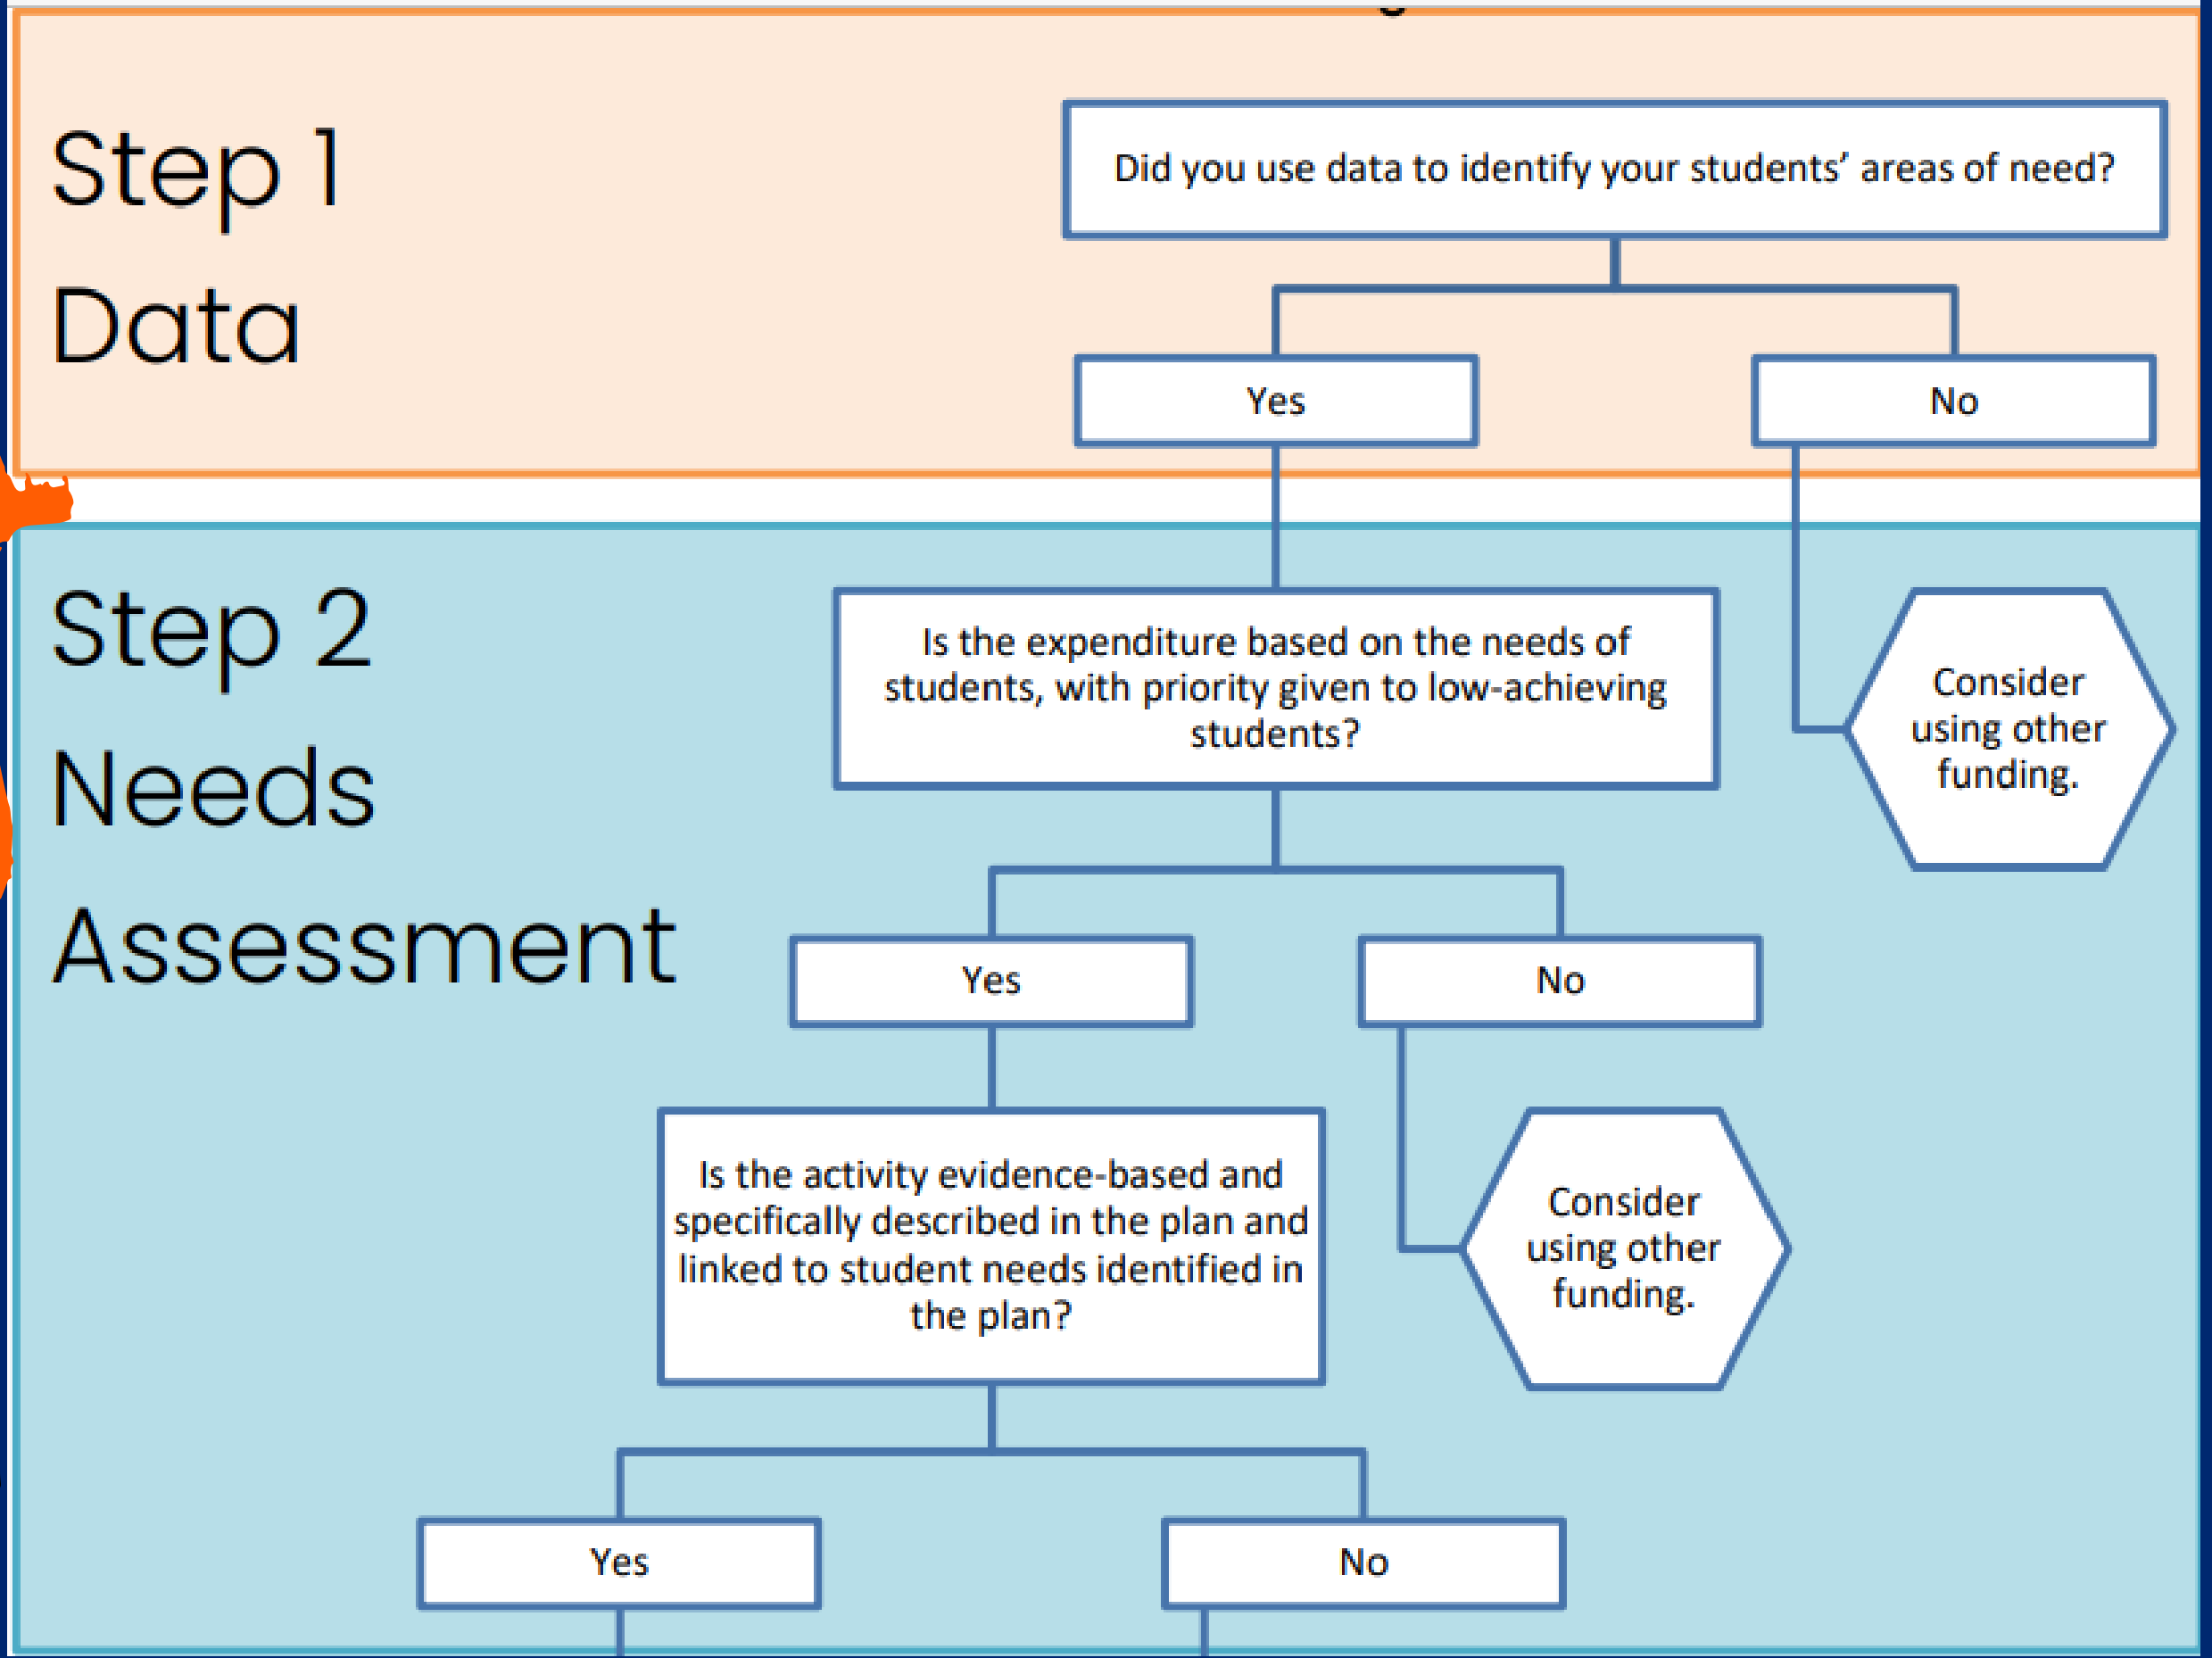 Step 1
Data
Did you use data to identify your students’ areas of need?
Yes
No
Step 2
Needs
Assessment
Is the expenditure based on the needs of
students, with priority given to low-achieving
students?
Consider
using other
funding.
Yes
No
Is the activity evidence-based and
specifically described in the plan and
linked to student needs identified in
the plan?
Consider
using other
funding.
Yes
No